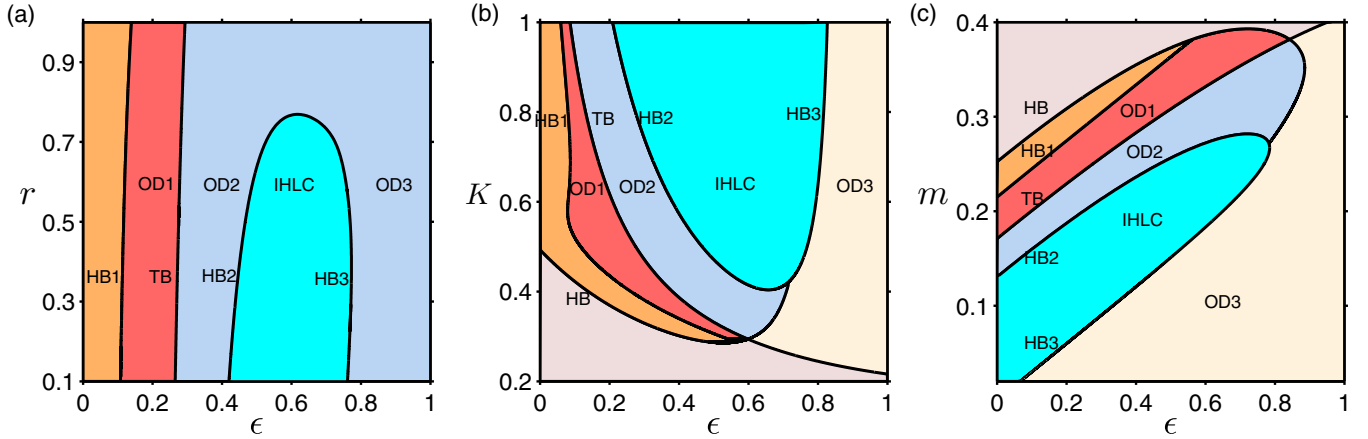 (a)
0.9
0.7
0.5
0.3
0.1
r
0
0.2
0.4
0.6
0.8
1
ϵ
HB1
OD1
TB
OD2
HB2
IHLC
HB3
OD3
(b)
1
0.8
0.6
0.4
0.2
K
0
0.2
0.4
0.6
0.8
1
ϵ
HB1
TB
HB2
HB3
OD1
OD2
IHLC
OD3
HB
(c)
0.4
0.3
0.2
0.1
m
0
0.2
0.4
0.6
0.8
1
ϵ
HB
OD1
HB1
OD2
TB
IHLC
HB2
OD3
HB3